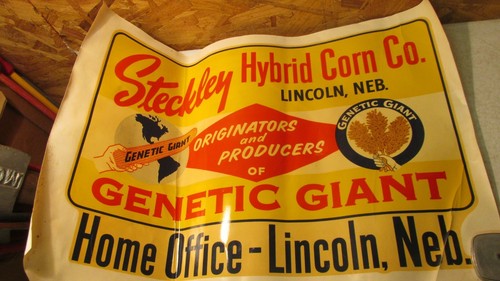 Steckley Hybrid Corn Co.
LINCOLN, NEB.
GENETIC GIANT
ORIGINATORS
and
PRODUCERS
OF
GENETIC GIANT
GENETIC GIANT
Home Office - Lincoln, Neb.